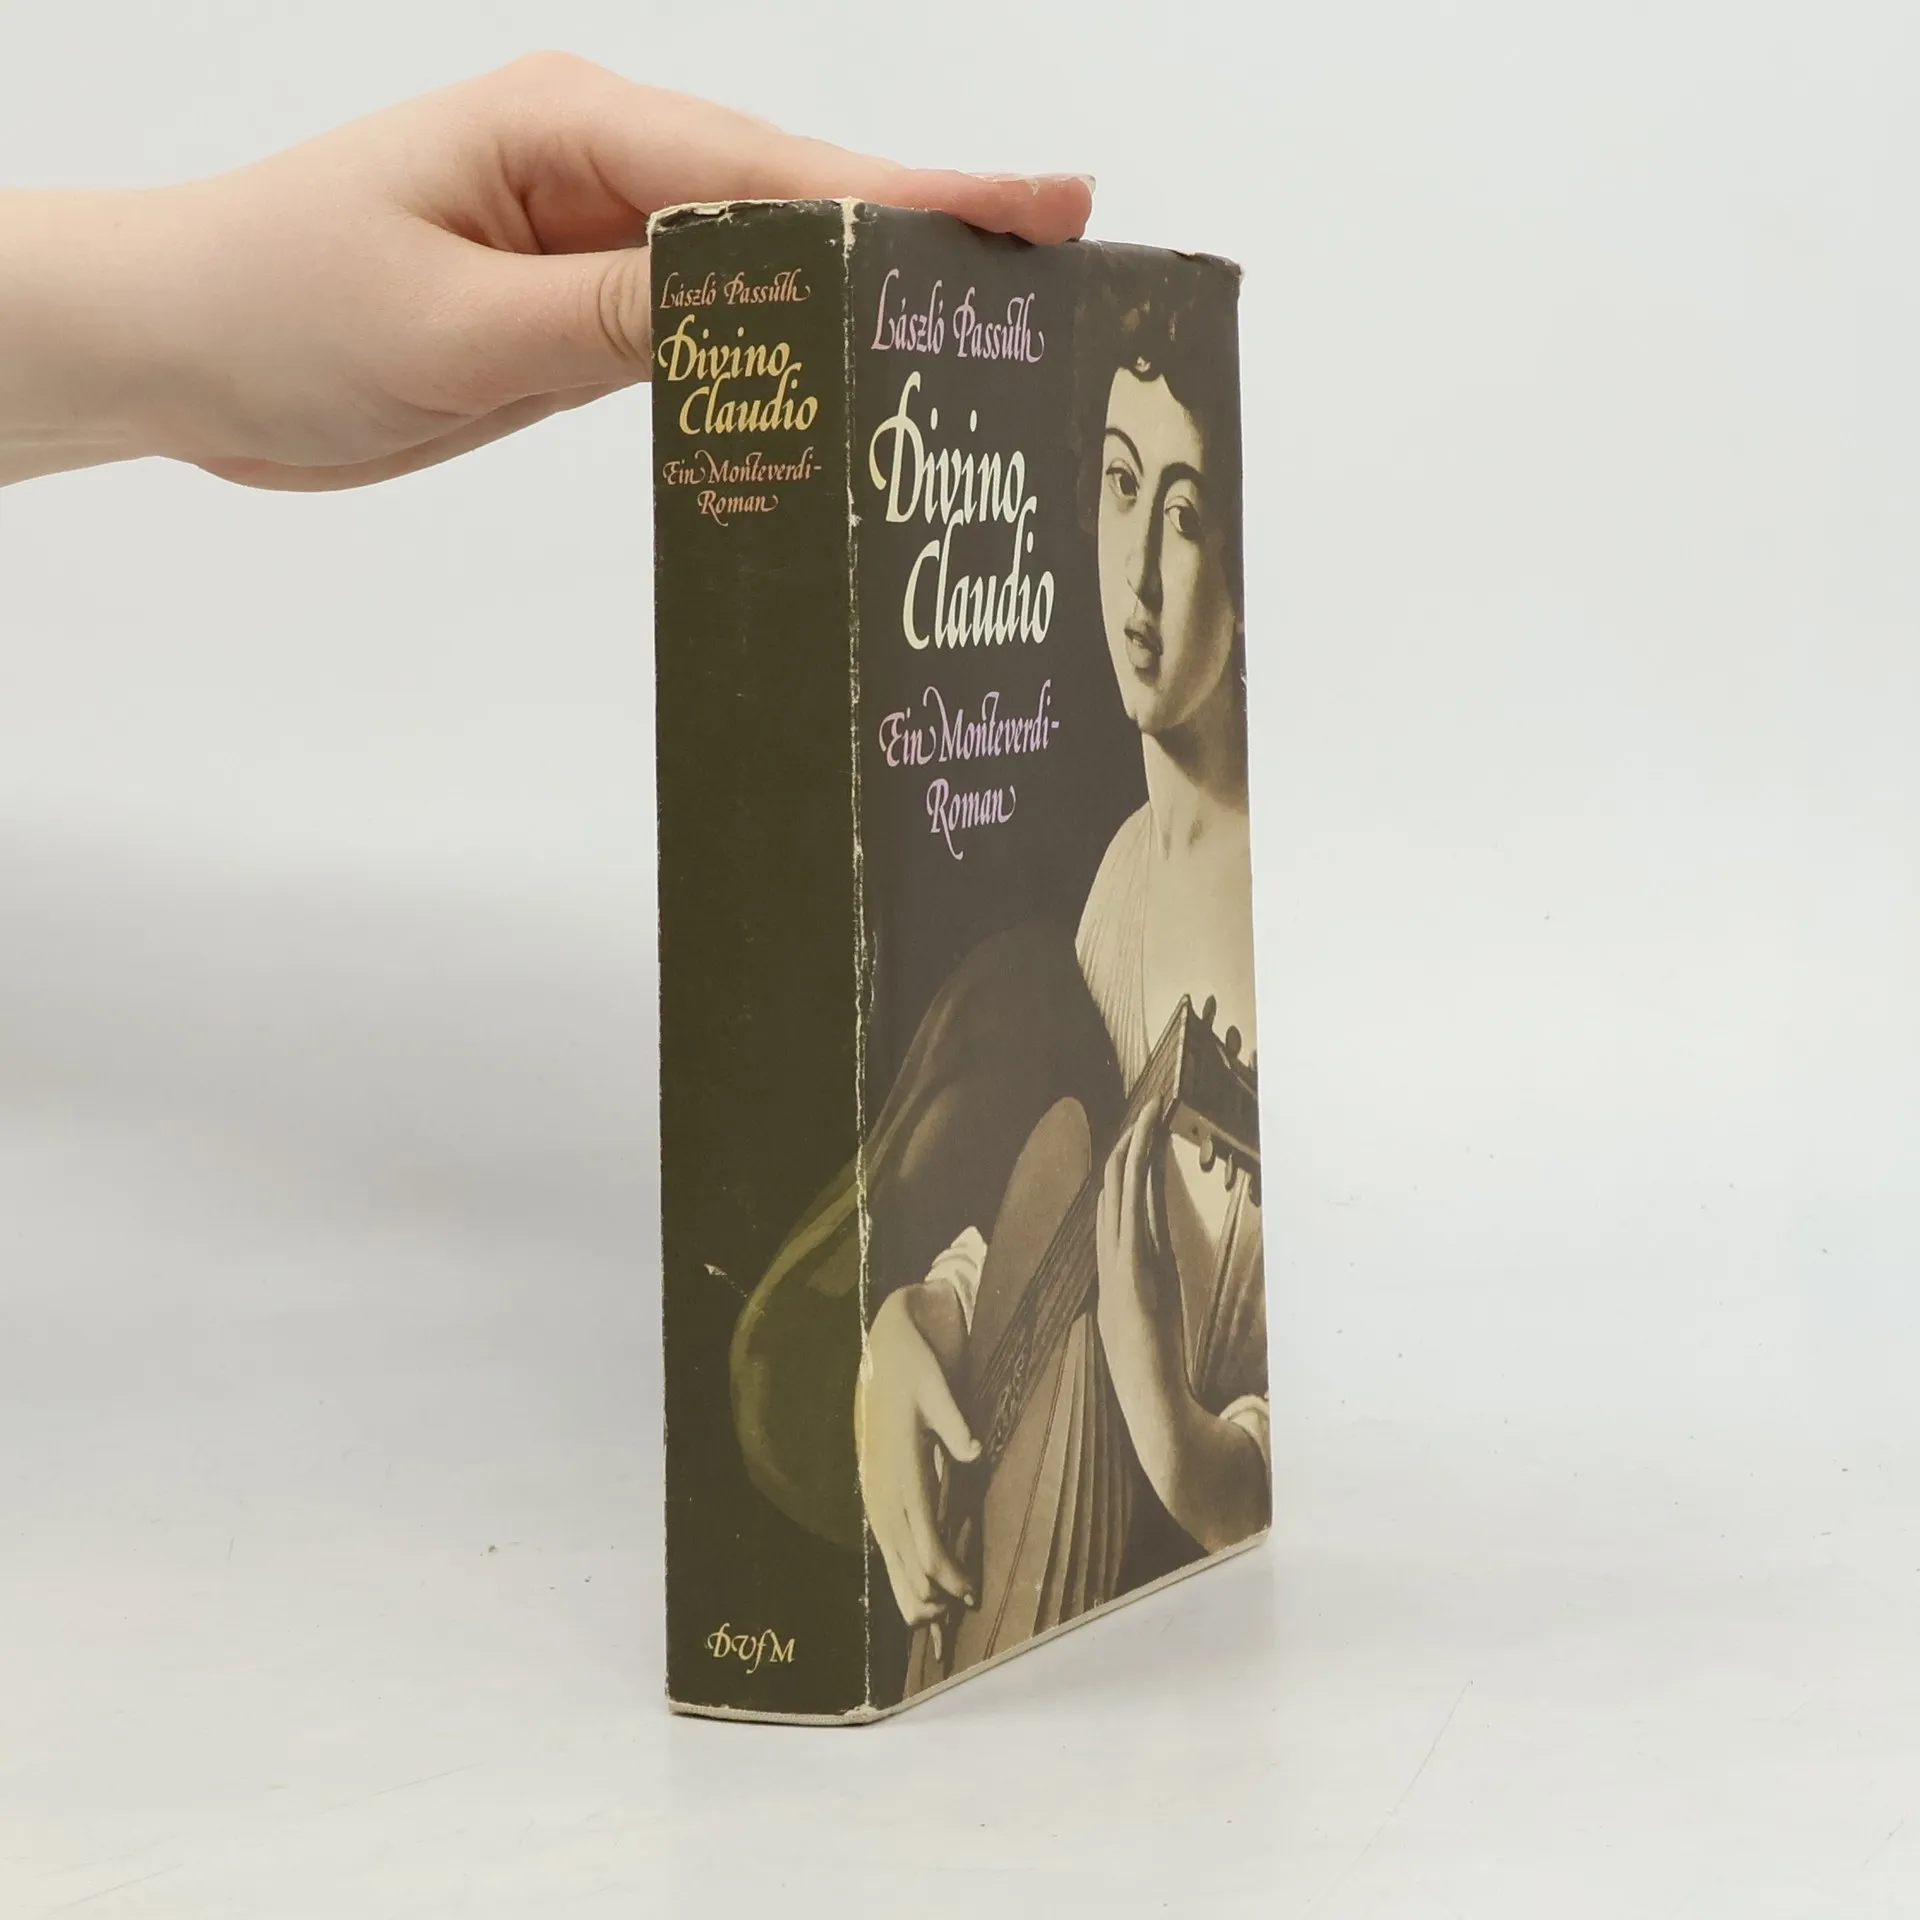 László Passuth
Divino
Claudio
Ein Monteverdi-
Roman
DVfM
László Passuth
Divino
Claudio
Ein Monteverdi-
Roman